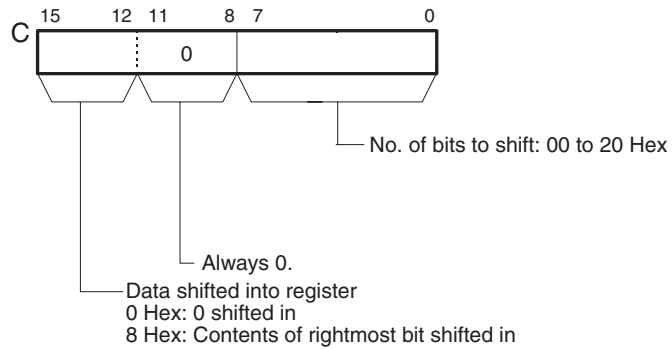 15 12 11 8 7 0
C
0
No. of bits to shift: 00 to 20 Hex
Always 0.
Data shifted into register
0 Hex: 0 shifted in
8 Hex: Contents of rightmost bit shifted in